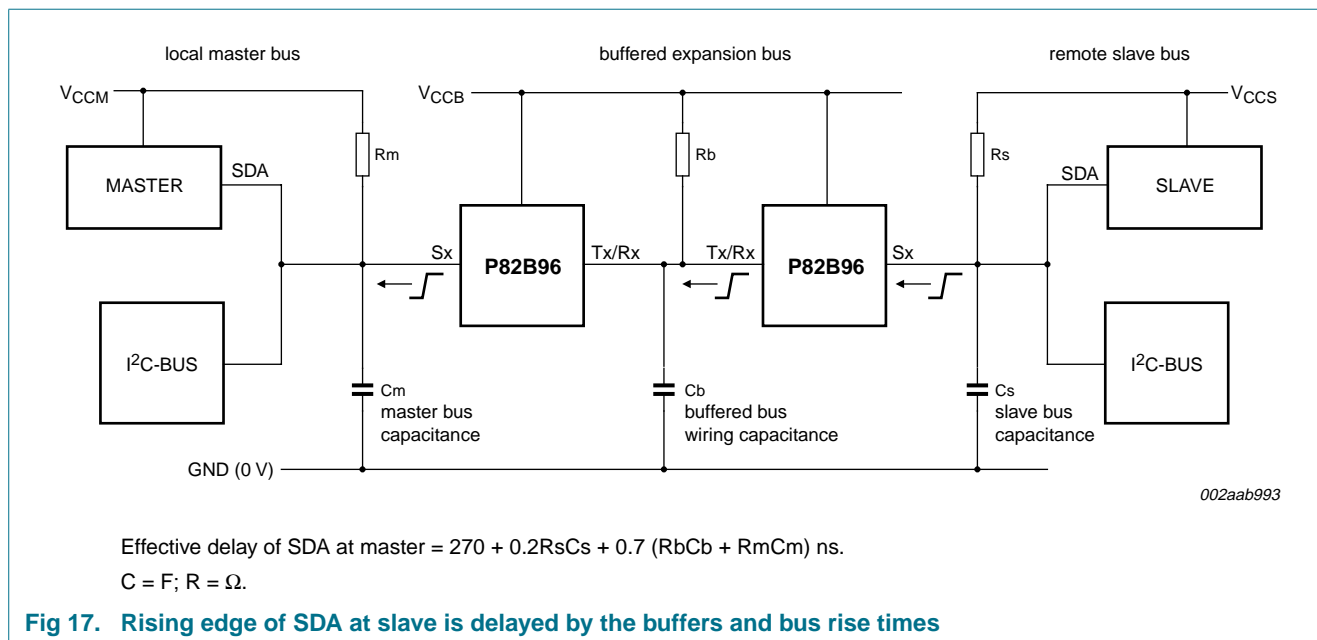 local master bus
buffered expansion bus
remote slave bus
VCCM
VCCB
VCCS
Rm
Rb
Rs
MASTER
SDA
SDA
SLAVE
Sx
P82B96
Tx/Rx
Tx/Rx
P82B96
Sx
I2C-BUS
I2C-BUS
Cm
master bus
capacitance
Cb
buffered bus
wiring capacitance
Cs
slave bus
capacitance
GND (0 V)
002aab993
Effective delay of SDA at master = 270 + 0.2RsCs + 0.7 (RbCb + RmCm) ns.
C = F; R = Ω.
Fig 17. Rising edge of SDA at slave is delayed by the buffers and bus rise times